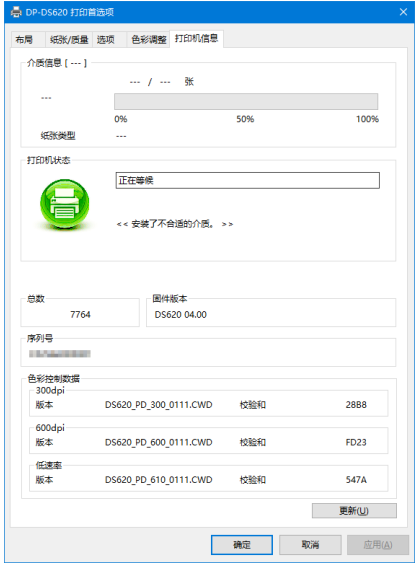 DP-DS620 打印首选项
布局 纸张/质量 选项 色彩调整 打印机信息
介质信息 [ --- ]
--- / --- 张
---
0% 50% 100%
纸张类型 ---
打印机状态
正在等候
<< 安装了不合适的介质。 >>
总数 固件版本
7764 DS620 04.00
序列号
色彩控制数据
300dpi
版本 DS620_PD_300_0111.CWD 校验和 28B8
600dpi
版本 DS620_PD_600_0111.CWD 校验和 FD23
低速率
版本 DS620_PD_610_0111.CWD 校验和 547A
更新(U)
确定 取消 应用(A)